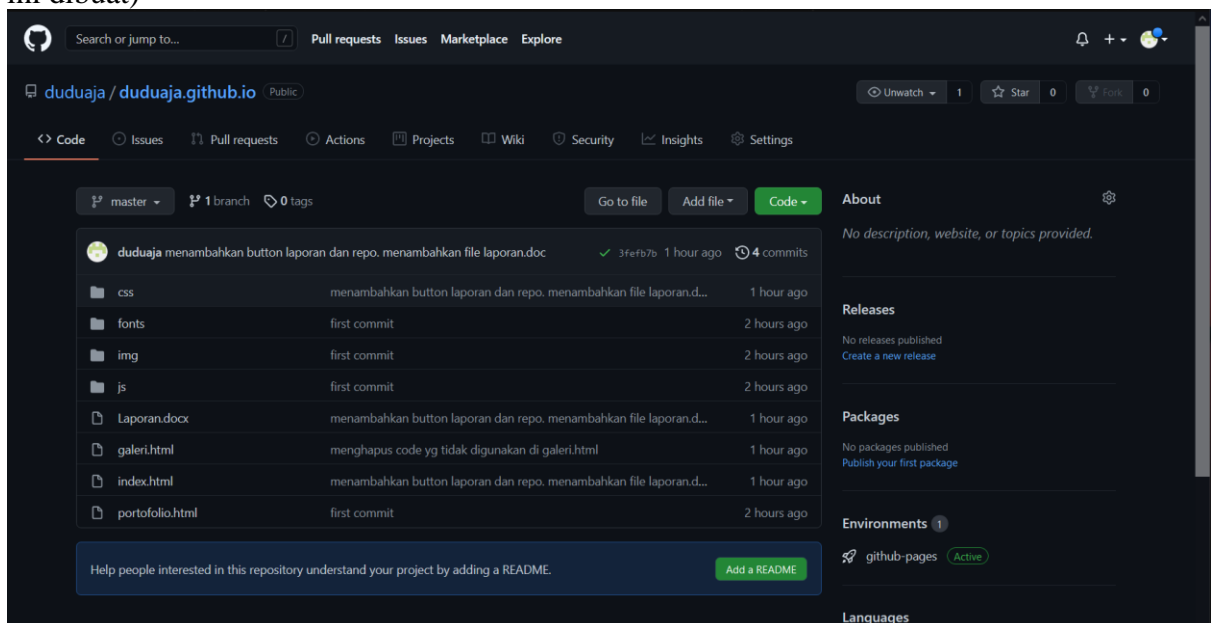 ini dibuat)
Search or jump to... / Pull requests Issues Marketplace Explore
duduaja / duduaja.github.io Public
Unwatch 1 Star 0 Fork 0
Code Issues Pull requests Actions Projects Wiki Security Insights Settings
master 1 branch 0 tags Go to file Add file Code
duduaja menambahkan button laporan dan repo. menambahkan file laporan.doc 3fefb7b 1 hour ago 4 commits
css menambahkan button laporan dan repo. menambahkan file laporan.d... 1 hour ago
fonts first commit 2 hours ago
img first commit 2 hours ago
js first commit 2 hours ago
Laporan.docx menambahkan button laporan dan repo. menambahkan file laporan.d... 1 hour ago
galeri.html menghapus code yg tidak digunakan di galeri.html 1 hour ago
index.html menambahkan button laporan dan repo. menambahkan file laporan.d... 1 hour ago
portofolio.html first commit 2 hours ago
Help people interested in this repository understand your project by adding a README. Add a README
About
No description, website, or topics provided.
Releases
No releases published
Create a new release
Packages
No packages published
Publish your first package
Environments 1
github-pages Active
Languages